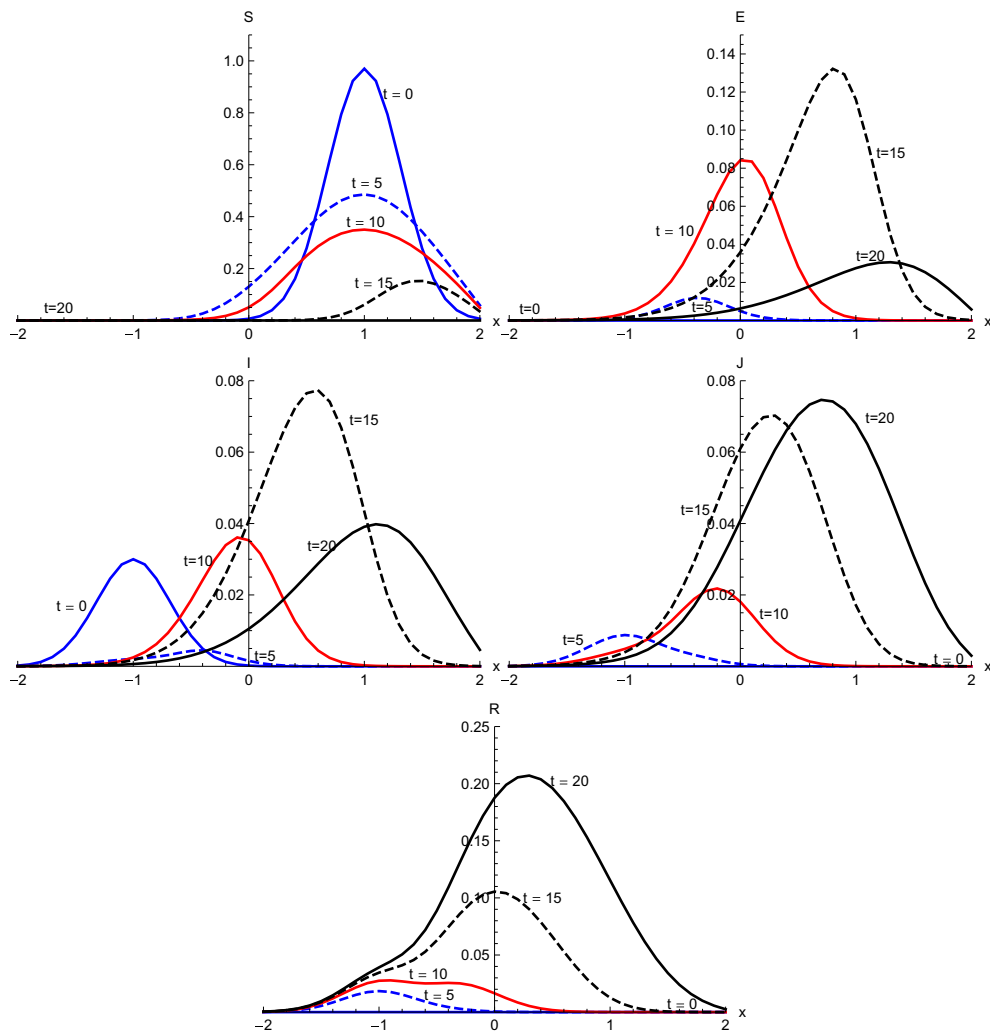 S
1.0
0.8
0.6
0.4
0.2
t = 0
t = 5
t = 10
t = 15
t=20
−2
−1
0
1
2
x
E
0.14
0.12
0.10
0.08
0.06
0.04
0.02
t=15
t = 10
t=20
t=5
t=0
−2
−1
0
1
2
x
I
0.08
0.06
0.04
0.02
t=15
t=20
t=10
t = 0
t=5
−2
−1
0
1
2
x
J
0.08
0.06
0.04
0.02
t=20
t=15
t=10
t=5
t = 0
−2
−1
0
1
2
x
R
0.25
0.20
0.15
0.10
0.05
t = 20
t = 15
t = 10
t = 5
t = 0
−2
−1
0
1
2
x